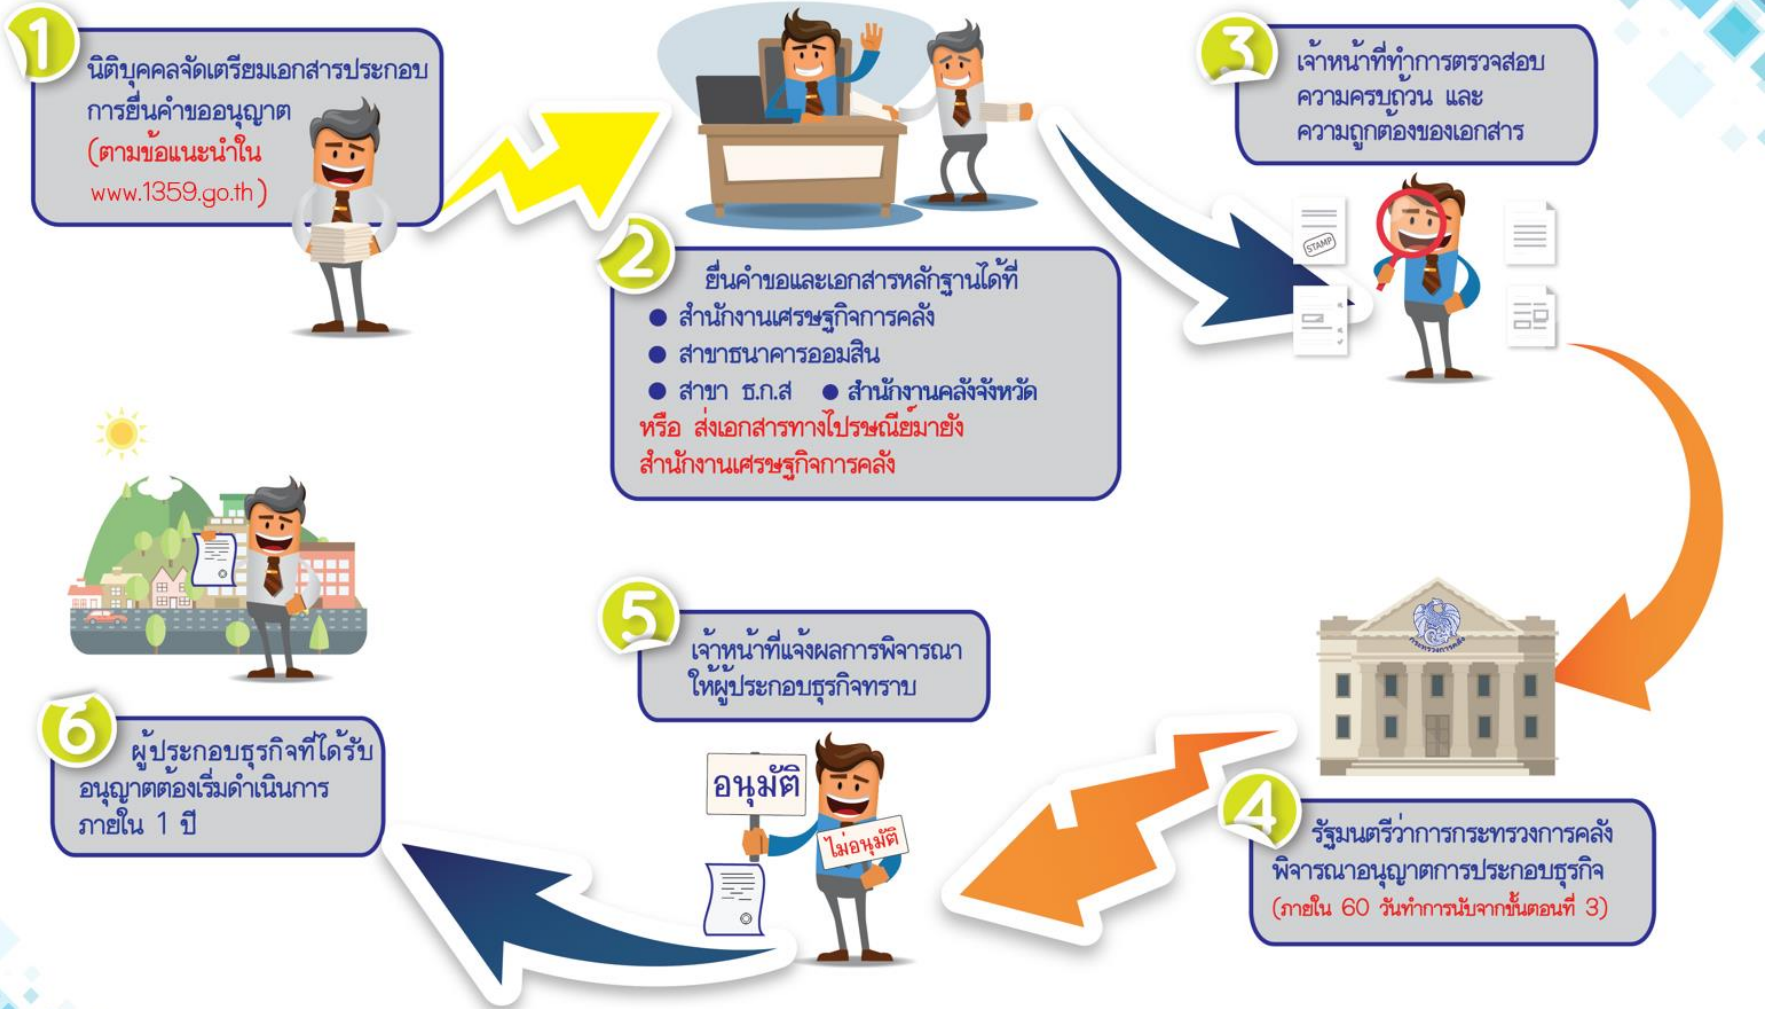 1
นิติบุคคลจัดเตรียมเอกสารประกอบ
การยื่นคำขออนุญาต
(ตามข้อแนะนำใน
www.1359.go.th)
2
ยื่นคำขอและเอกสารหลักฐานได้ที่
● สำนักงานเศรษฐกิจการคลัง
● สาขาธนาคารออมสิน
● สาขา ธ.ก.ส ● สำนักงานคลังจังหวัด
หรือ ส่งเอกสารทางไปรษณีย์มายัง
สำนักงานเศรษฐกิจการคลัง
3
เจ้าหน้าที่ทำการตรวจสอบ
ความครบถ้วน และ
ความถูกต้องของเอกสาร
STAMP
กระทรวงการคลัง
4
รัฐมนตรีว่าการกระทรวงการคลัง
พิจารณาอนุญาตการประกอบธุรกิจ
(ภายใน 60 วันทำการนับจากขั้นตอนที่ 3)
5
เจ้าหน้าที่แจ้งผลการพิจารณา
ให้ผู้ประกอบธุรกิจทราบ
อนุมัติ
ไม่อนุมัติ
6
ผู้ประกอบธุรกิจที่ได้รับ
อนุญาตต้องเริ่มดำเนินการ
ภายใน 1 ปี